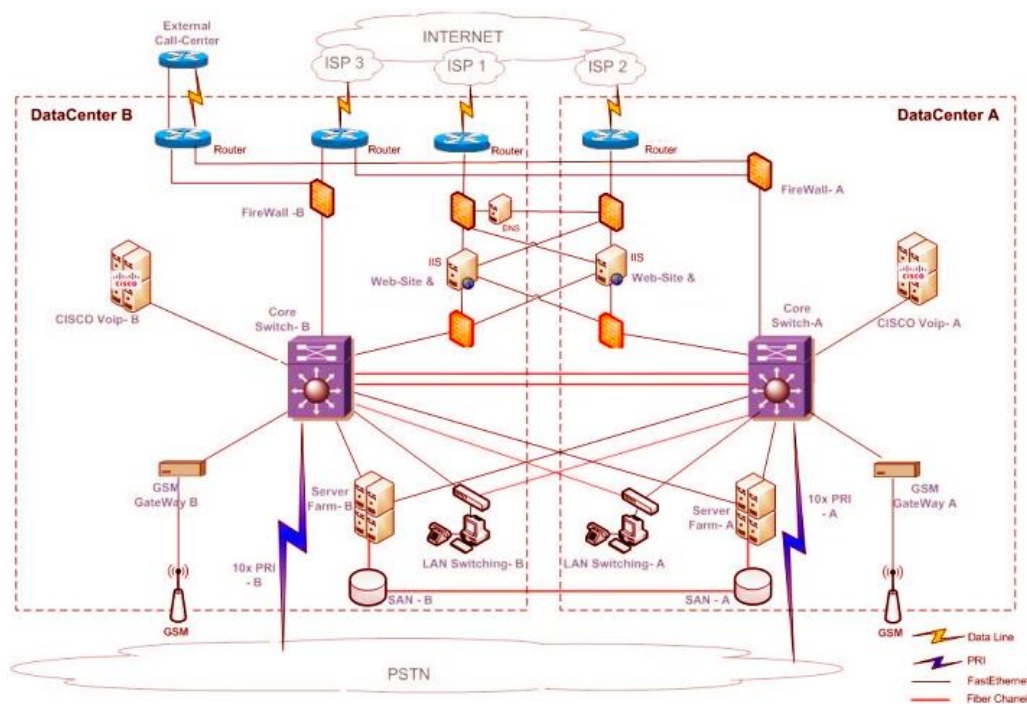 External
Call-Center
INTERNET
ISP 3
ISP 1
ISP 2
DataCenter B
DataCenter A
Router
Router
Router
Router
FireWall -B
FireWall- A
DNS
IIS
IIS
Web-Site &
Web-Site &
CISCO
CISCO
CISCO Voip- B
Core
Switch- B
Core
Switch-A
CISCO Voip- A
GSM
GateWay B
Server
Farm- B
Server
Farm- A
10x PRI
- A
GSM
GateWay A
10x PRI
- B
LAN Switching- B
LAN Switching- A
SAN - B
SAN - A
GSM
GSM
PSTN
Data Line
PRI
FastEthernet
Fiber Chanel